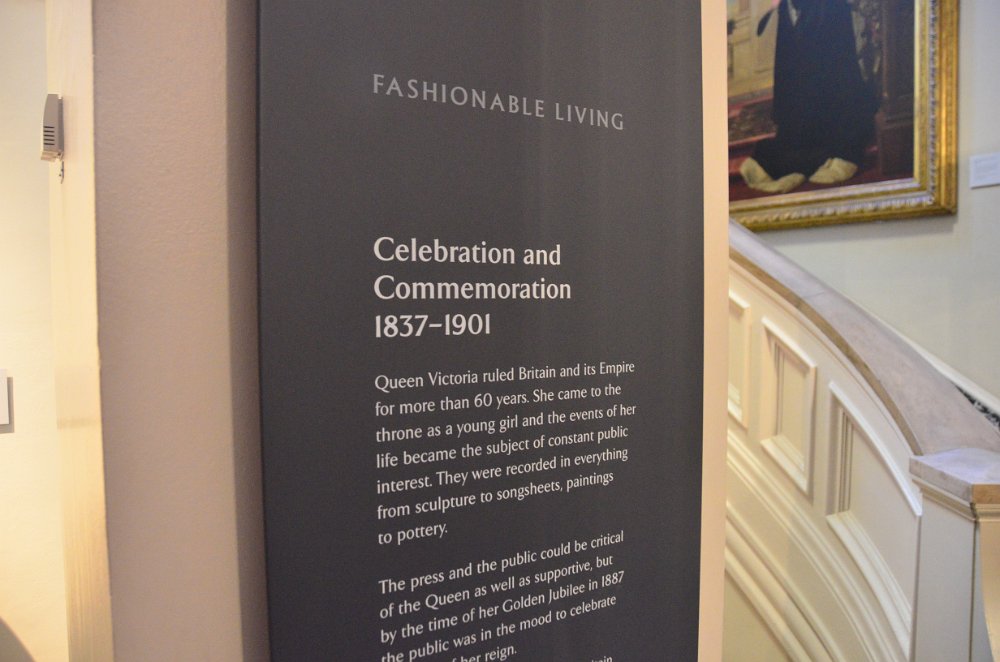 FASHIONABLE LIVING
Celebration and
Commemoration
1837–1901
Queen Victoria ruled Britain and its Empire
for more than 60 years. She came to the
throne as a young girl and the events of her
life became the subject of constant public
interest. They were recorded in everything
from sculpture to songsheets, paintings
to pottery.
The press and the public could be critical
of the Queen as well as supportive, but
by the time of her Golden Jubilee in 1887
the public was in the mood to celebrate
of her reign.